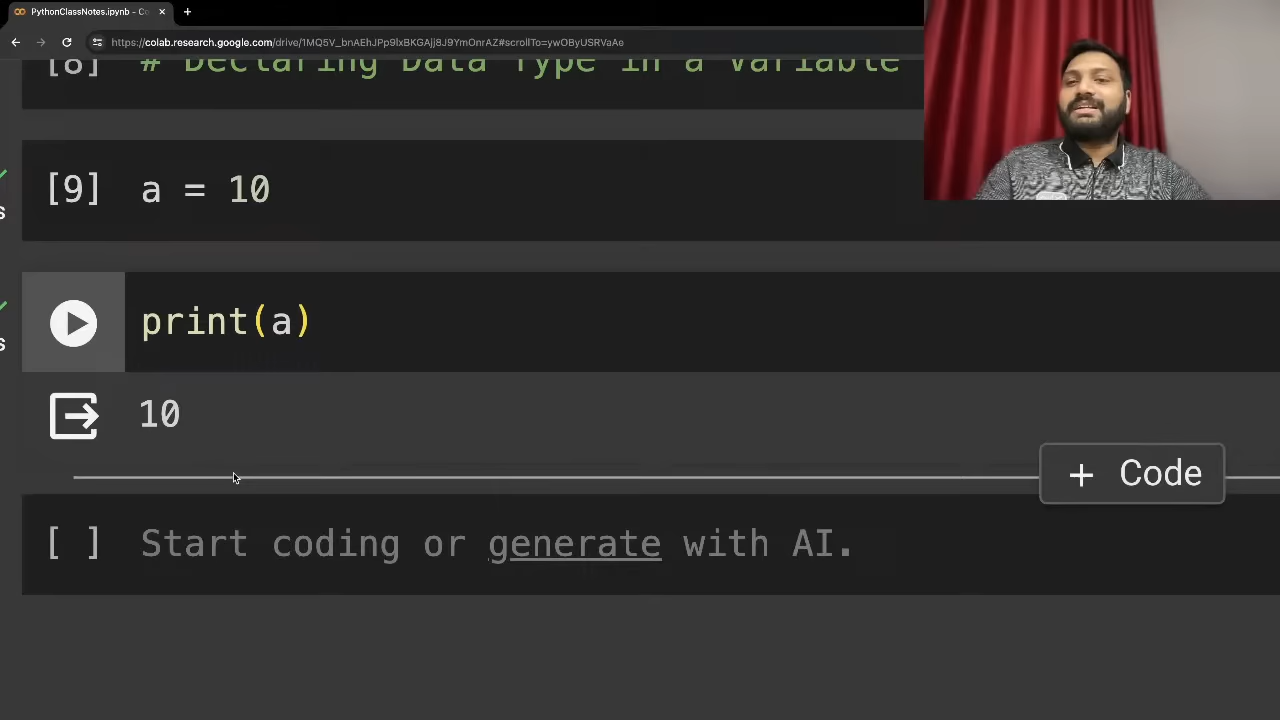 PythonClassNotes.ipynb - Co
https://colab.research.google.com/drive/1MQ5V_bnAEhJPp9lxBKGAjj8J9YmOnrAZ#scrollTo=ywOByUSRVaAe
[8] # Declaring Data Type in a Variable
s
[9] a = 10
s
print(a)
10
+ Code
[ ] Start coding or generate with AI.